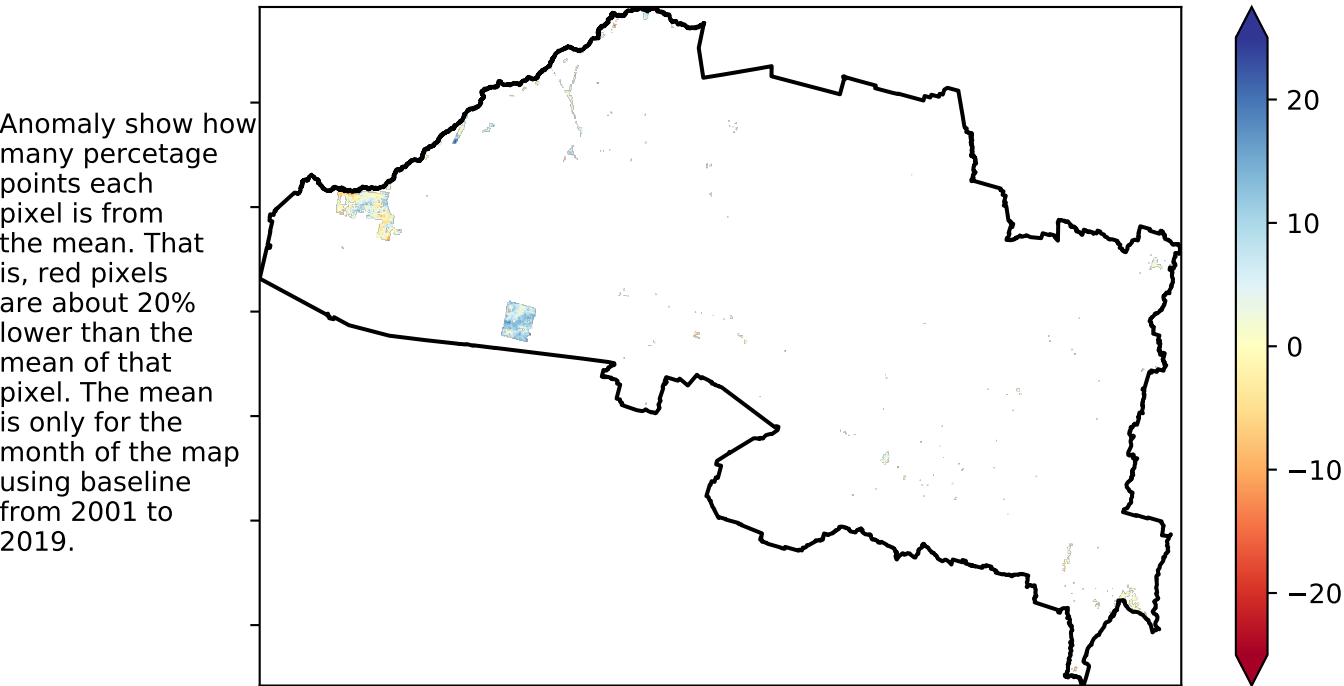 Anomaly show how
many percetage
points each
pixel is from
the mean. That
is, red pixels
are about 20%
lower than the
mean of that
pixel. The mean
is only for the
month of the map
using baseline
from 2001 to
2019.
20
10
0
−10
−20